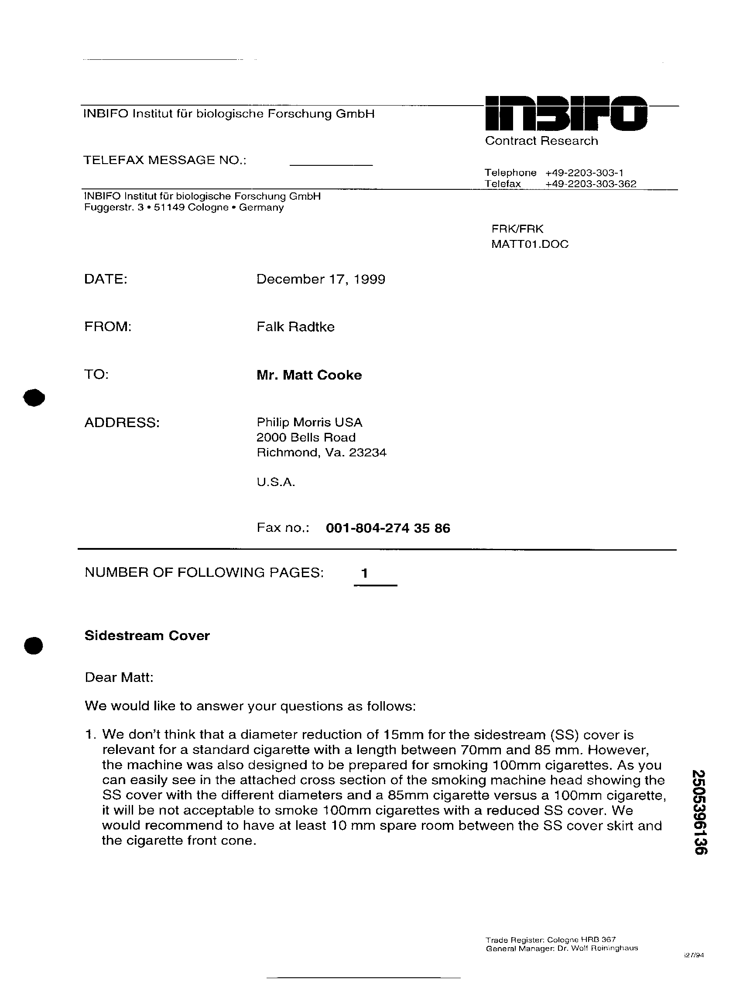 INBIFO Institut für biologische Forschung GmbH
INBIFO
Contract Research
TELEFAX MESSAGE NO.:
Telephone +49-2203-303-1
Telefax +49-2203-303-362
INBIFO Institut für biologische Forschung GmbH
Fuggerstr. 3 • 51149 Cologne • Germany
FRK/FRK
MATT01.DOC
DATE: December 17, 1999
FROM: Falk Radtke
TO: Mr. Matt Cooke
ADDRESS: Philip Morris USA
2000 Bells Road
Richmond, Va. 23234
U.S.A.
Fax no.: 001-804-274 35 86
NUMBER OF FOLLOWING PAGES: 1
Sidestream Cover
Dear Matt:
We would like to answer your questions as follows:
1. We don't think that a diameter reduction of 15mm for the sidestream (SS) cover is
relevant for a standard cigarette with a length between 70mm and 85 mm. However,
the machine was also designed to be prepared for smoking 100mm cigarettes. As you
can easily see in the attached cross section of the smoking machine head showing the
SS cover with the different diameters and a 85mm cigarette versus a 100mm cigarette,
it will be not acceptable to smoke 100mm cigarettes with a reduced SS cover. We
would recommend to have at least 10 mm spare room between the SS cover skirt and
the cigarette front cone.
2505396136
Trade Register: Cologne HRB 367
General Manager: Dr. Wolf Reininghaus